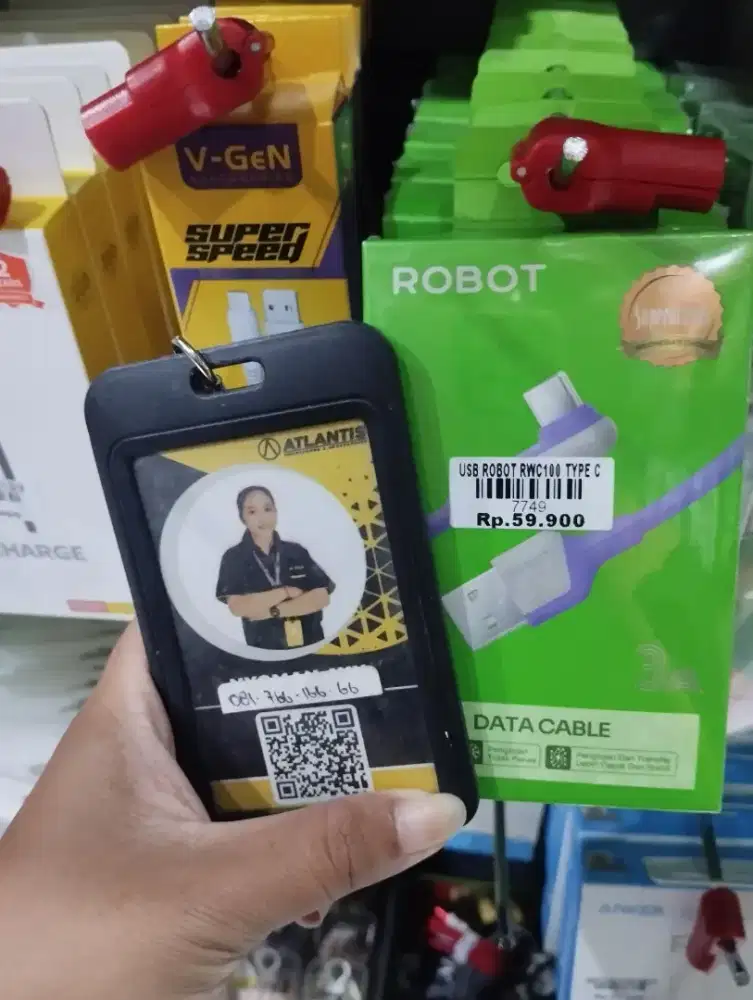 V-GeN
SUPER
SPEED
ROBOT
ATLANTIS
USB ROBOT RWC100 TYPE C
7749
Rp.59.900
CHARGE
081-766-166-66
DATA CABLE
ANKER